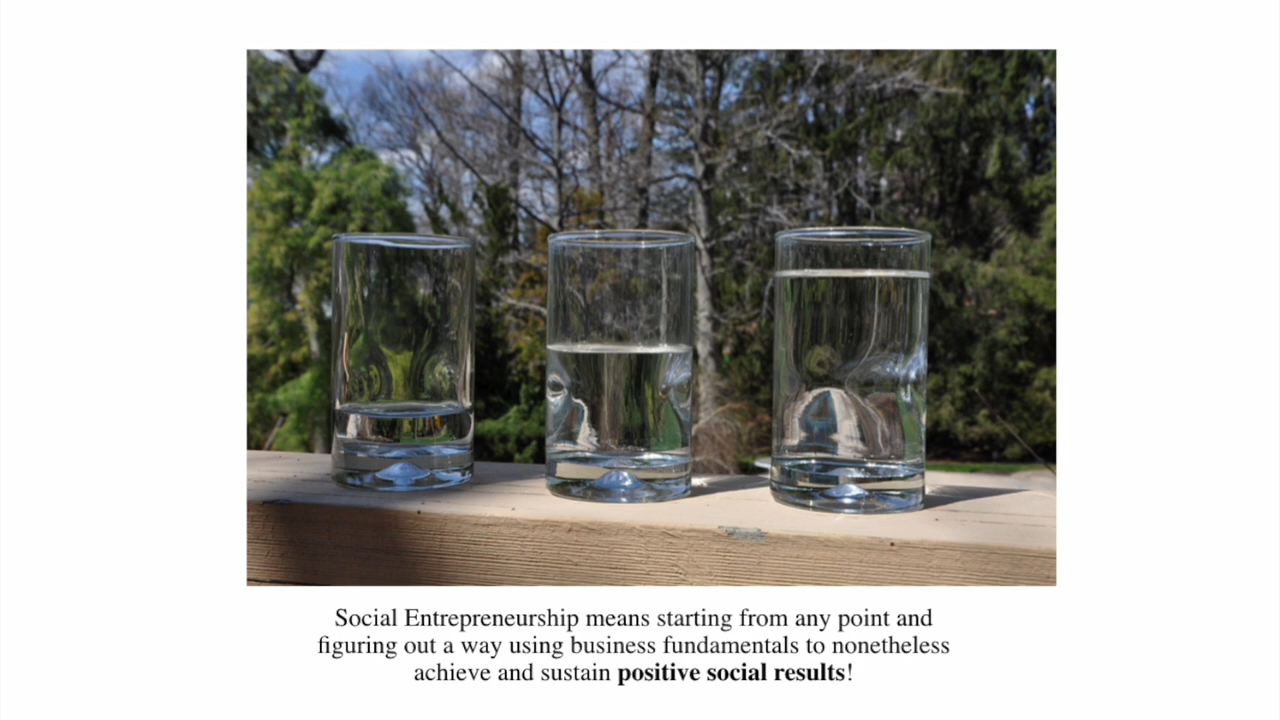 Social Entrepreneurship means starting from any point and
figuring out a way using business fundamentals to nonetheless
achieve and sustain positive social results!